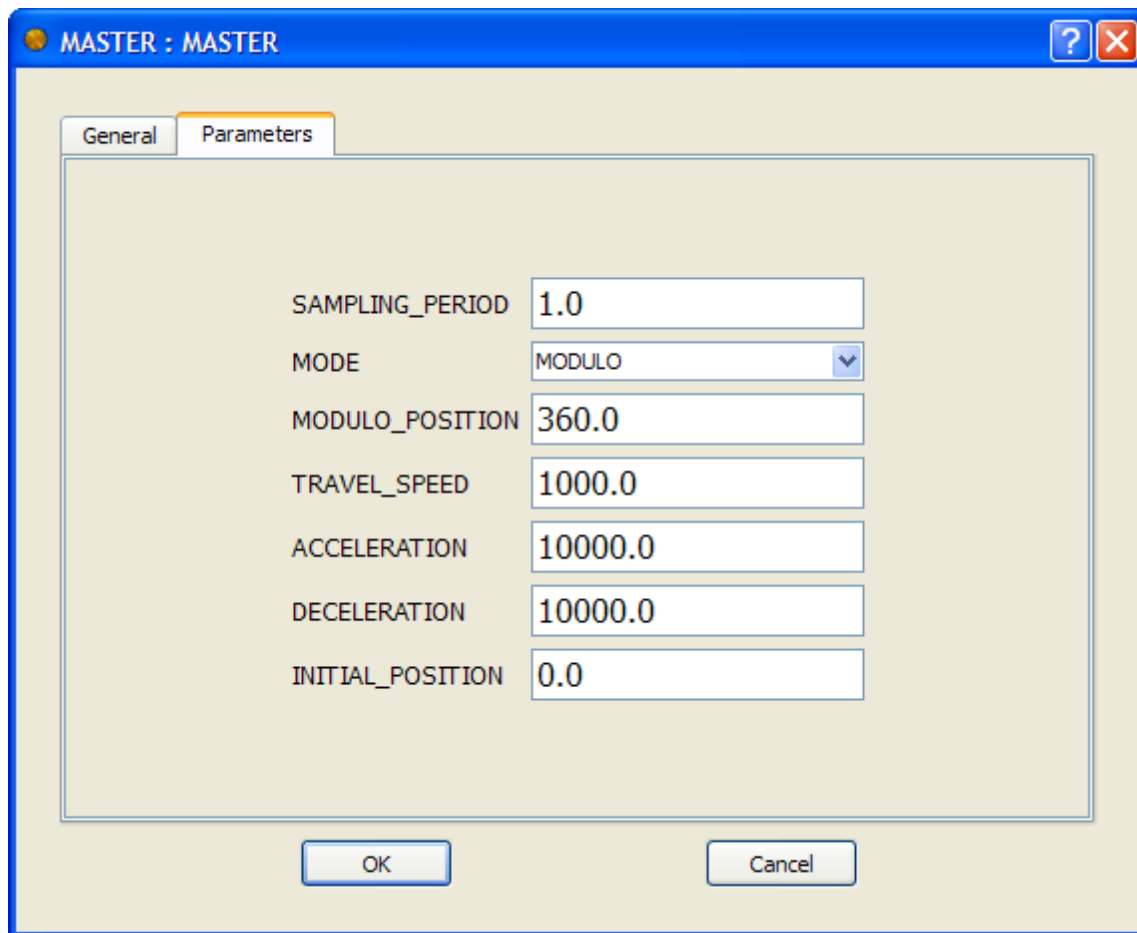 MASTER : MASTER
?
General Parameters
SAMPLING_PERIOD 1.0
MODE MODULO
MODULO_POSITION 360.0
TRAVEL_SPEED 1000.0
ACCELERATION 10000.0
DECELERATION 10000.0
INITIAL_POSITION 0.0
OK Cancel